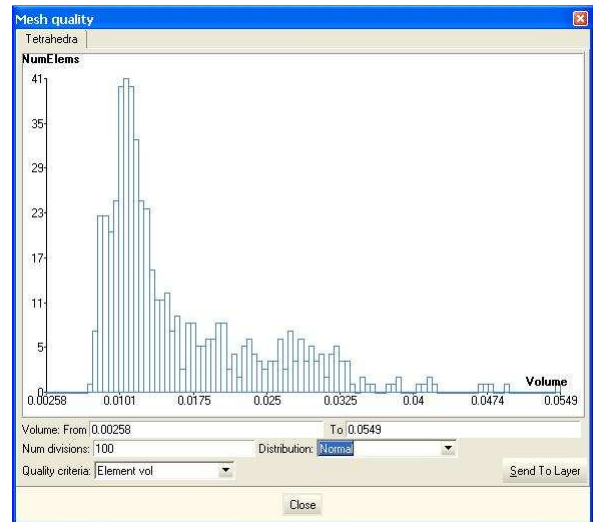 Mesh quality
Tetrahedra
NumElems
41
35
29
23
17
11
5
0
Volume
0.00258 0.0101 0.0175 0.025 0.0325 0.04 0.0474 0.0549
Volume: From 0.00258 To 0.0549
Num divisions: 100 Distribution: Normal
Quality criteria: Element vol Send To Layer
Close